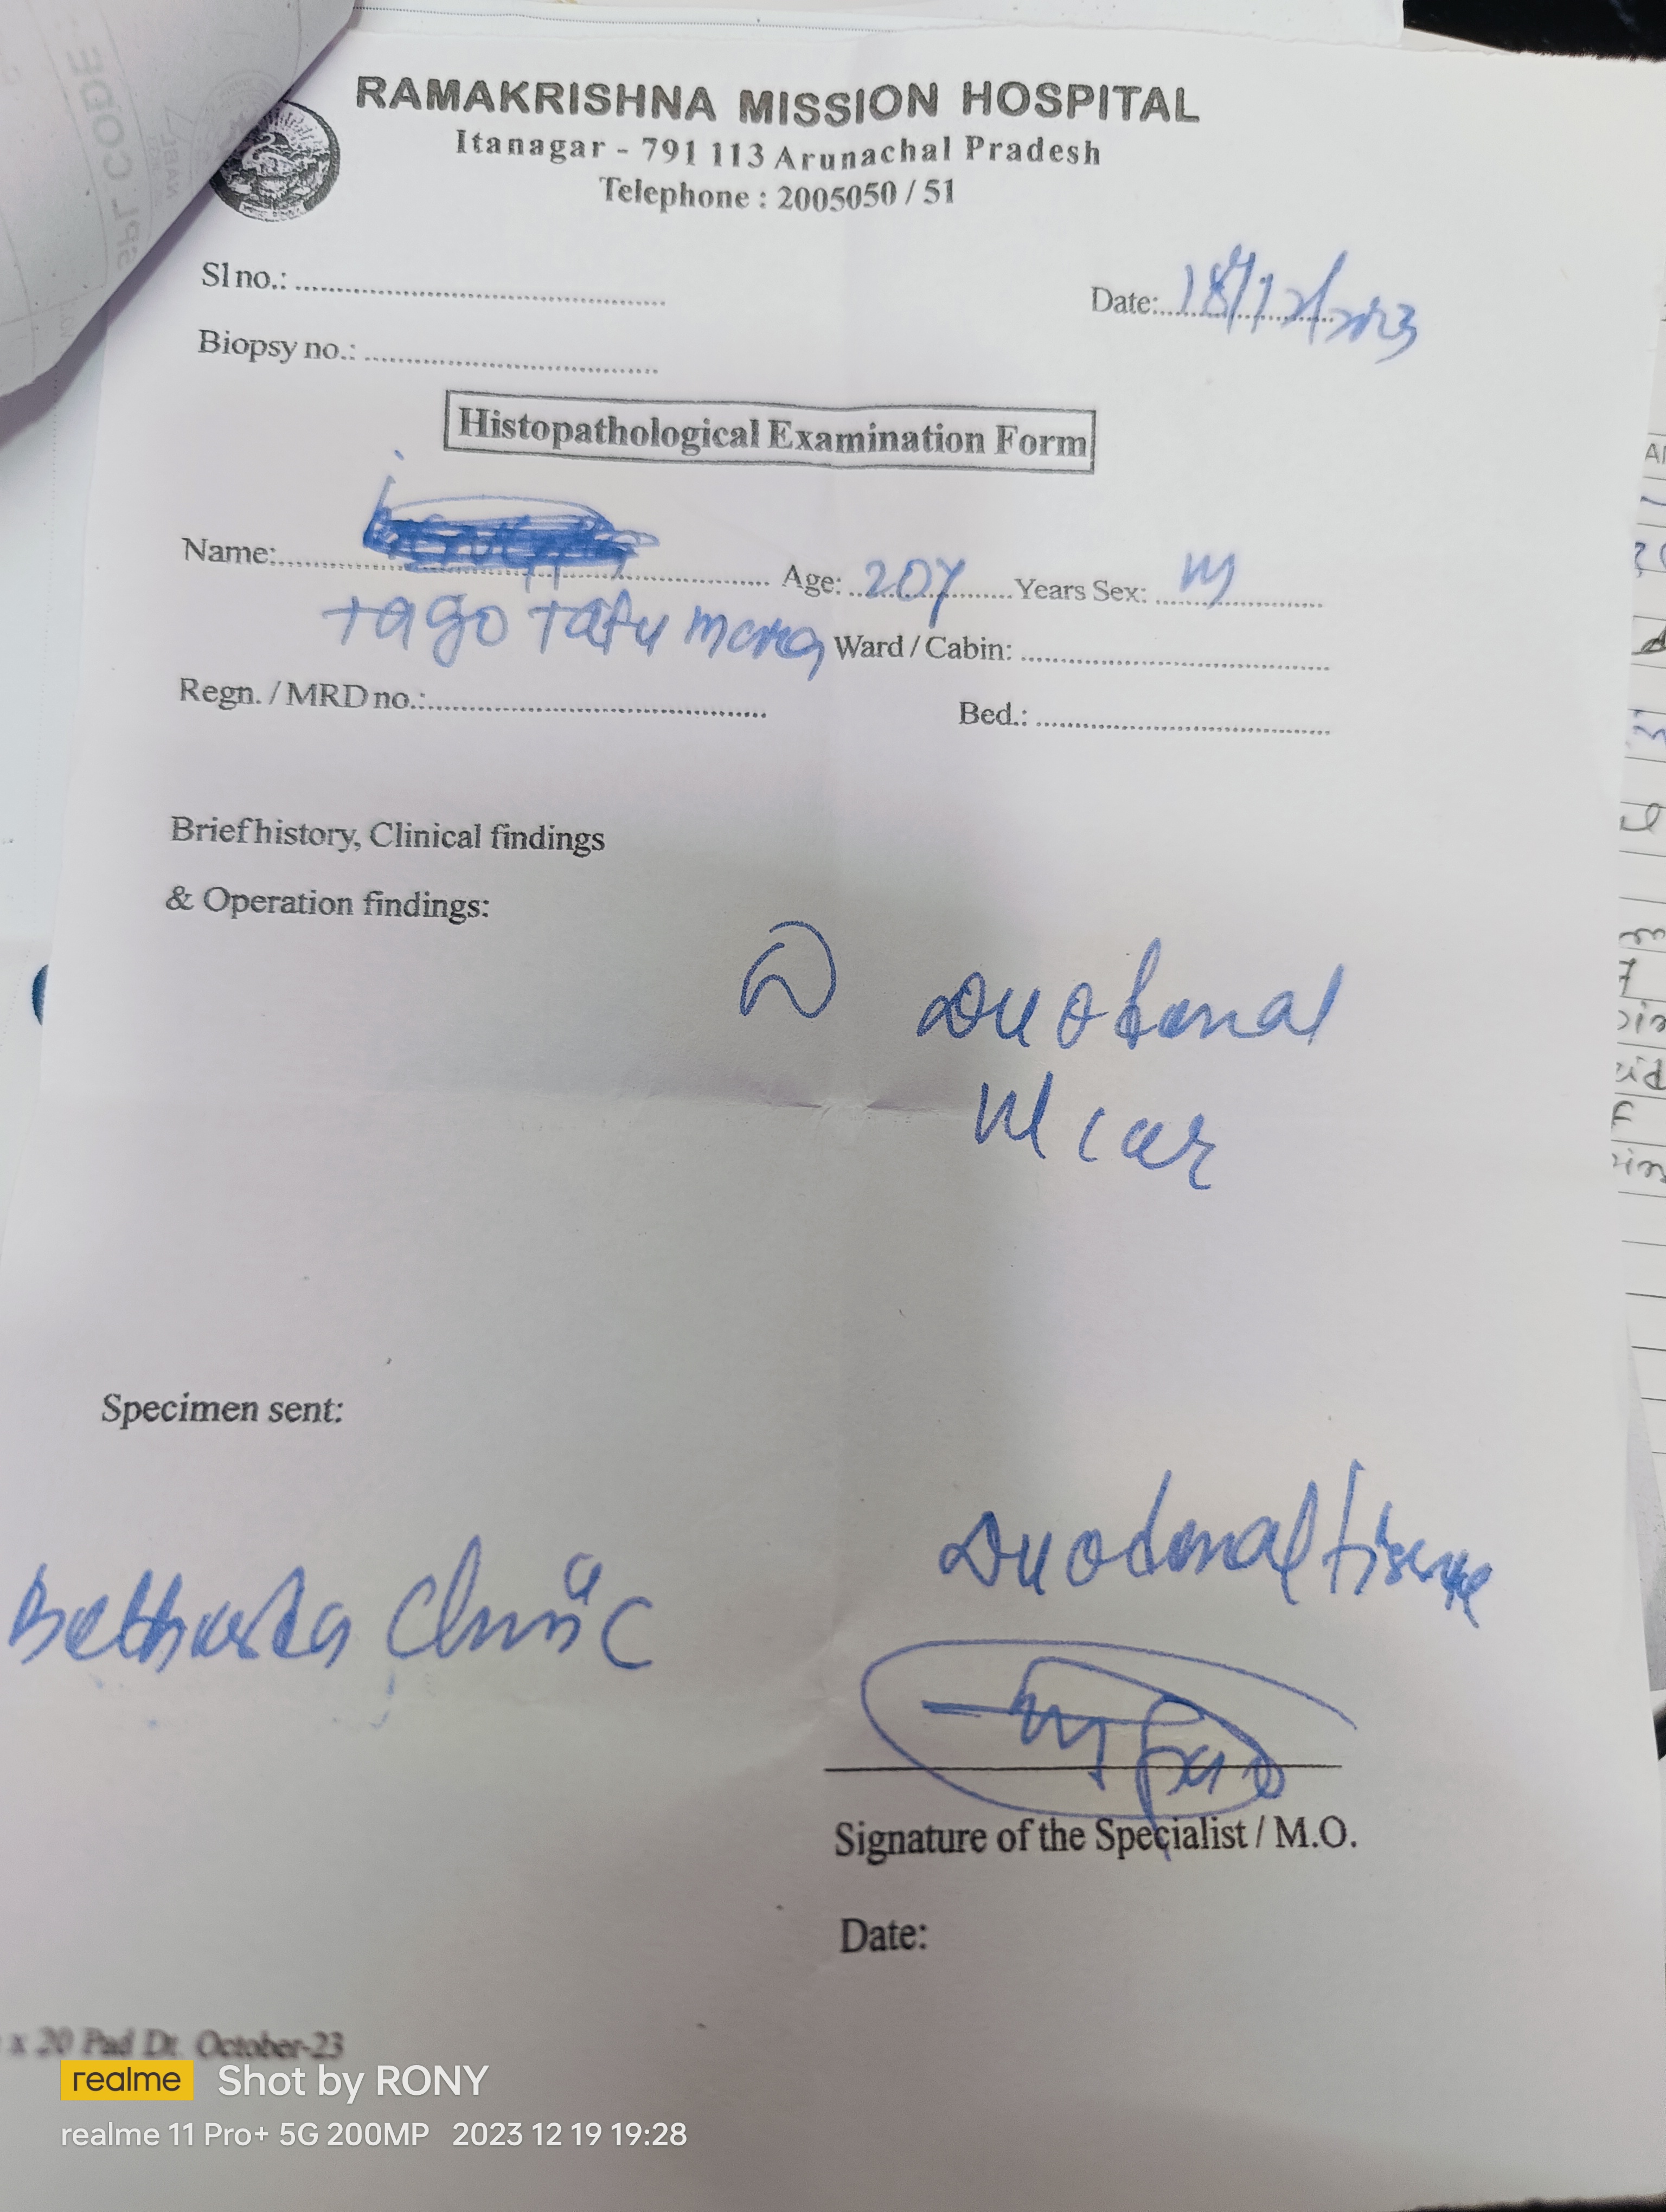 RAMAKRISHNA MISSION HOSPITAL
Itanagar - 791 113 Arunachal Pradesh
Telephone : 2005050 / 51
Sl no.:
Date: 18/12/2023
Biopsy no.:
Histopathological Examination Form
Name: Age: 20Y Years Sex: M
Tago Tafu Ward / Cabin:
Regn. / MRD no.:
Bed.:
Brief history, Clinical findings
& Operation findings:
Duodenal
Ulcer
Specimen sent:
Duodenal tissue
Clinic
Signature of the Specialist / M.O.
Date:
x 20 Pad Dt. October-23
realme Shot by RONY
realme 11 Pro+ 5G 200MP 2023 12 19 19:28